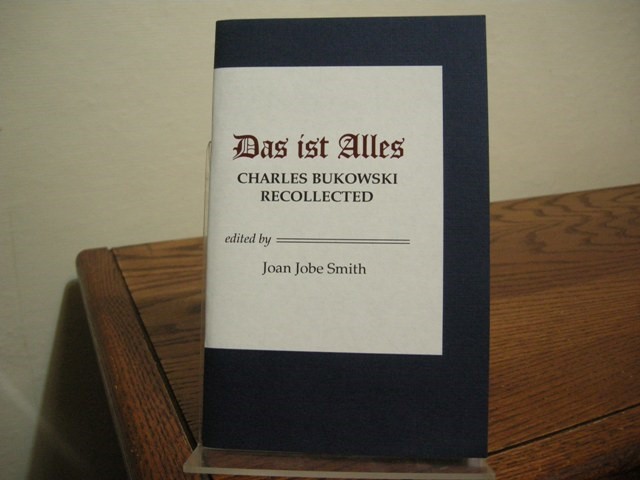 Das ist Alles
CHARLES BUKOWSKI
RECOLLECTED
edited by
Joan Jobe Smith